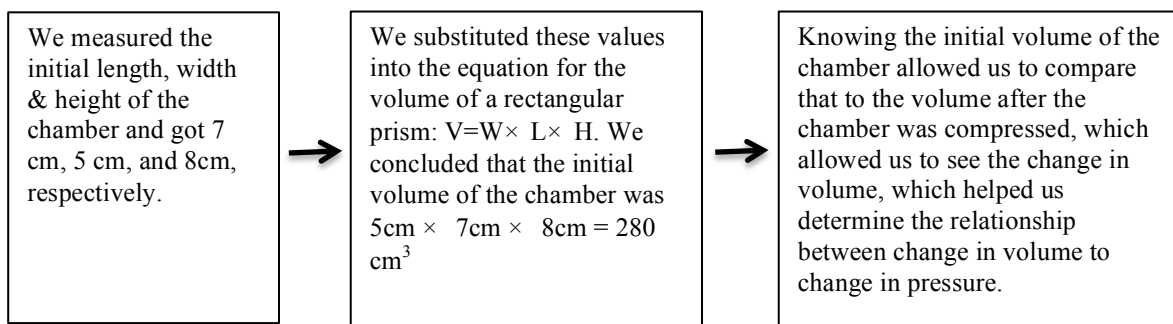 We measured the
initial length, width
& height of the
chamber and got 7
cm, 5 cm, and 8cm,
respectively.
We substituted these values
into the equation for the
volume of a rectangular
prism: V=W× L× H. We
concluded that the initial
volume of the chamber was
5cm × 7cm × 8cm = 280
cm³
Knowing the initial volume of the
chamber allowed us to compare
that to the volume after the
chamber was compressed, which
allowed us to see the change in
volume, which helped us
determine the relationship
between change in volume to
change in pressure.